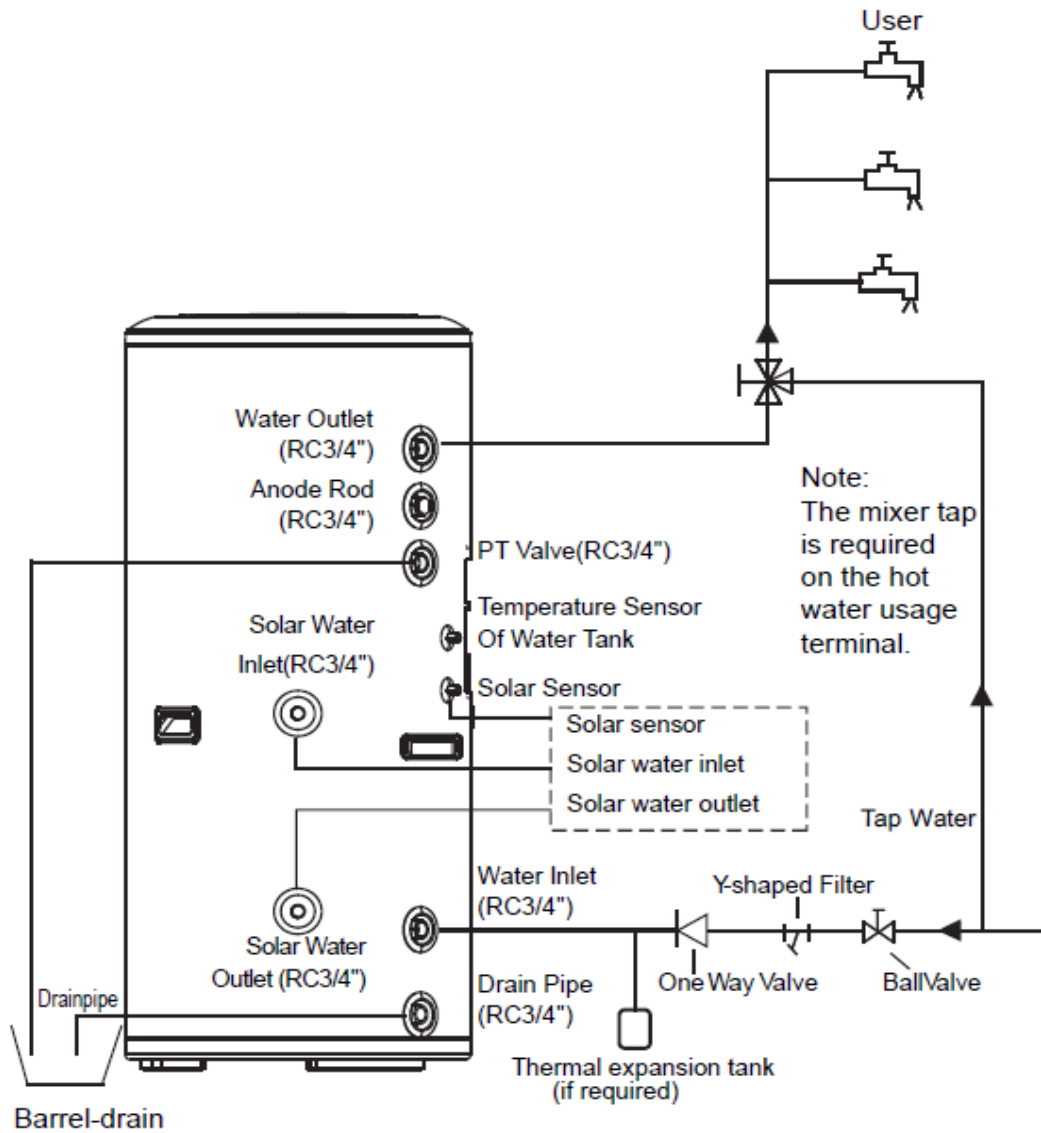 User
Water Outlet
(RC3/4")
Anode Rod
(RC3/4")
PT Valve(RC3/4")
Note:
The mixer tap
is required
on the hot
water usage
terminal.
Temperature Sensor
Of Water Tank
Solar Water
Inlet(RC3/4")
Solar Sensor
Solar sensor
Solar water inlet
Solar water outlet
Tap Water
Water Inlet
(RC3/4")
Y-shaped Filter
Solar Water
Outlet (RC3/4")
One Way Valve
BallValve
Drain Pipe
(RC3/4")
Drainpipe
Thermal expansion tank
(if required)
Barrel-drain